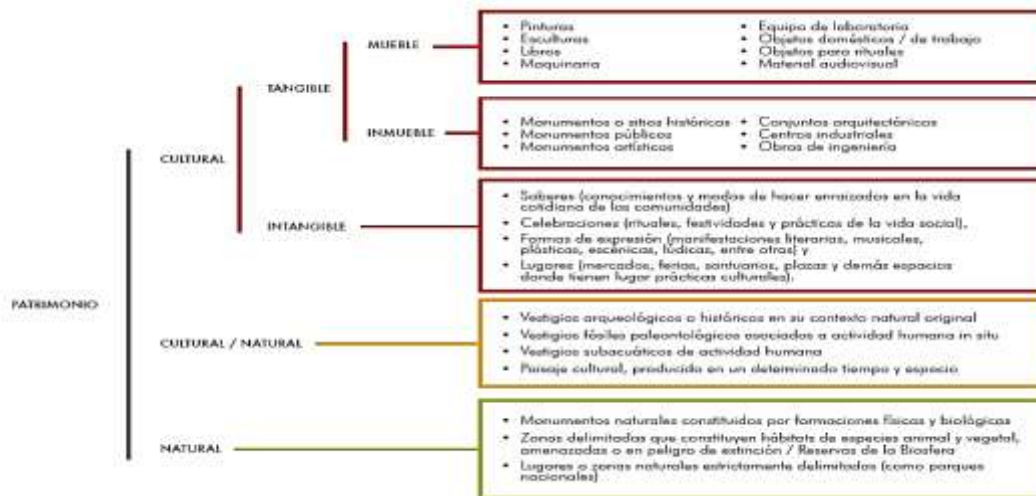 PATRIMONIO
CULTURAL
TANGIBLE
MUEBLE
• Pinturas
• Esculturas
• Libros
• Maquinaria
• Equipo de laboratorio
• Objetos domésticos / de trabajo
• Objetos para rituales
• Material audiovisual
INMUEBLE
• Monumentos o sitios históricos
• Monumentos públicos
• Monumentos artísticos
• Conjuntos arquitectónicos
• Centros industriales
• Obras de ingeniería
INTANGIBLE
• Saberes (conocimientos y modos de hacer enraizados en la vida
cotidiana de las comunidades)
• Celebraciones (rituales, festividades y prácticas de la vida social),
• Formas de expresión (manifestaciones literarias, musicales,
plásticas, escénicas, lúdicas, entre otras) y
• Lugares (mercados, ferias, santuarios, plazas y demás espacios
donde tienen lugar prácticas culturales).
CULTURAL / NATURAL
• Vestigios arqueológicos o históricos en su contexto natural original
• Vestigios fósiles paleontológicos asociados a actividad humana in situ
• Vestigios subacuáticos de actividad humana
• Paisaje cultural, producido en un determinado tiempo y espacio
NATURAL
• Monumentos naturales constituidos por formaciones físicas y biológicas
• Zonas delimitadas que constituyen hábitats de especies animal y vegetal,
amenazadas o en peligro de extinción / Reservas de la Biosfera
• Lugares o zonas naturales estrictamente delimitadas (como parques
nacionales)